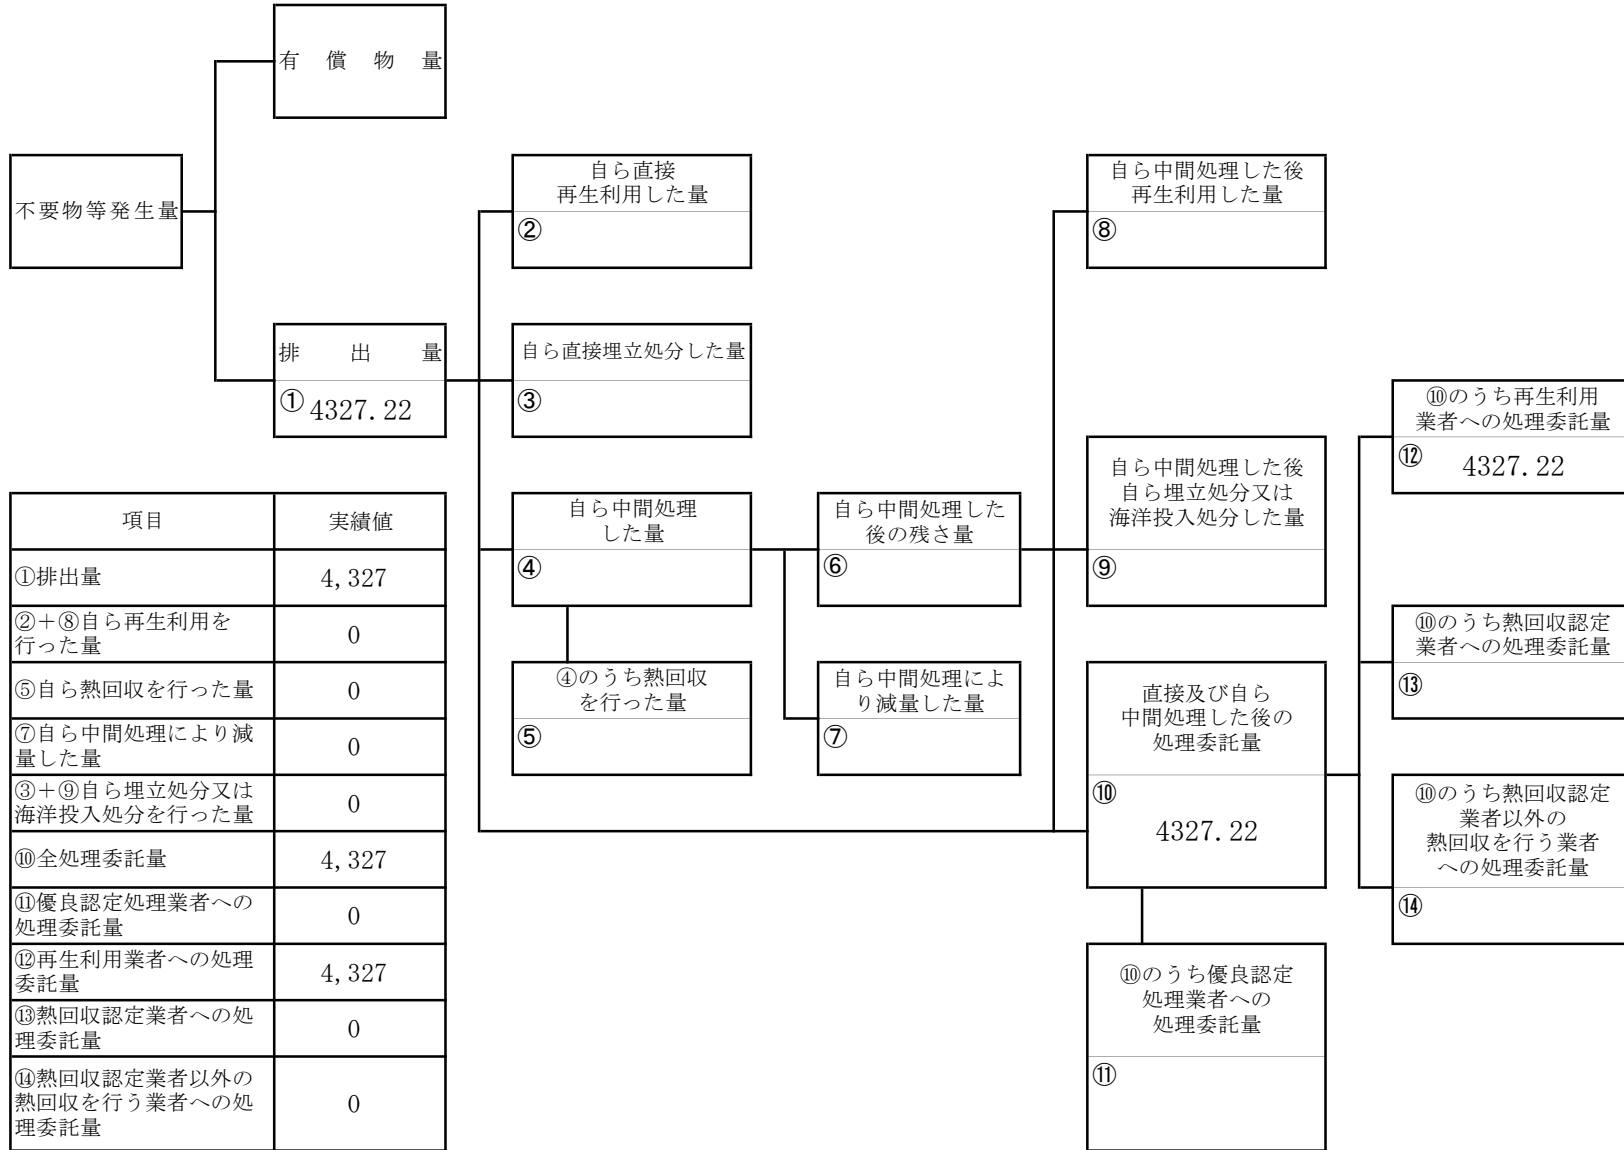 有償物量
不要物等発生量
排出量
① 4327.22
自ら直接
再生利用した量
②
自ら直接埋立処分した量
③
自ら中間処理
した量
④
④のうち熱回収
を行った量
⑤
自ら中間処理した
後の残さ量
⑥
自ら中間処理によ
り減量した量
⑦
自ら中間処理した後
再生利用した量
⑧
自ら中間処理した後
自ら埋立処分又は
海洋投入処分した量
⑨
直接及び自ら
中間処理した後の
処理委託量
⑩
4327.22
⑩のうち優良認定
処理業者への
処理委託量
⑪
⑩のうち再生利用
業者への処理委託量
⑫ 4327.22
⑩のうち熱回収認定
業者への処理委託量
⑬
⑩のうち熱回収認定
業者以外の
熱回収を行う業者
への処理委託量
⑭
項目 実績値
①排出量 4,327
②＋⑧自ら再生利用を
行った量 0
⑤自ら熱回収を行った量 0
⑦自ら中間処理により減
量した量 0
③＋⑨自ら埋立処分又は
海洋投入処分を行った量 0
⑩全処理委託量 4,327
⑪優良認定処理業者への
処理委託量 0
⑫再生利用業者への処理
委託量 4,327
⑬熱回収認定業者への処
理委託量 0
⑭熱回収認定業者以外の
熱回収を行う業者への処
理委託量 0